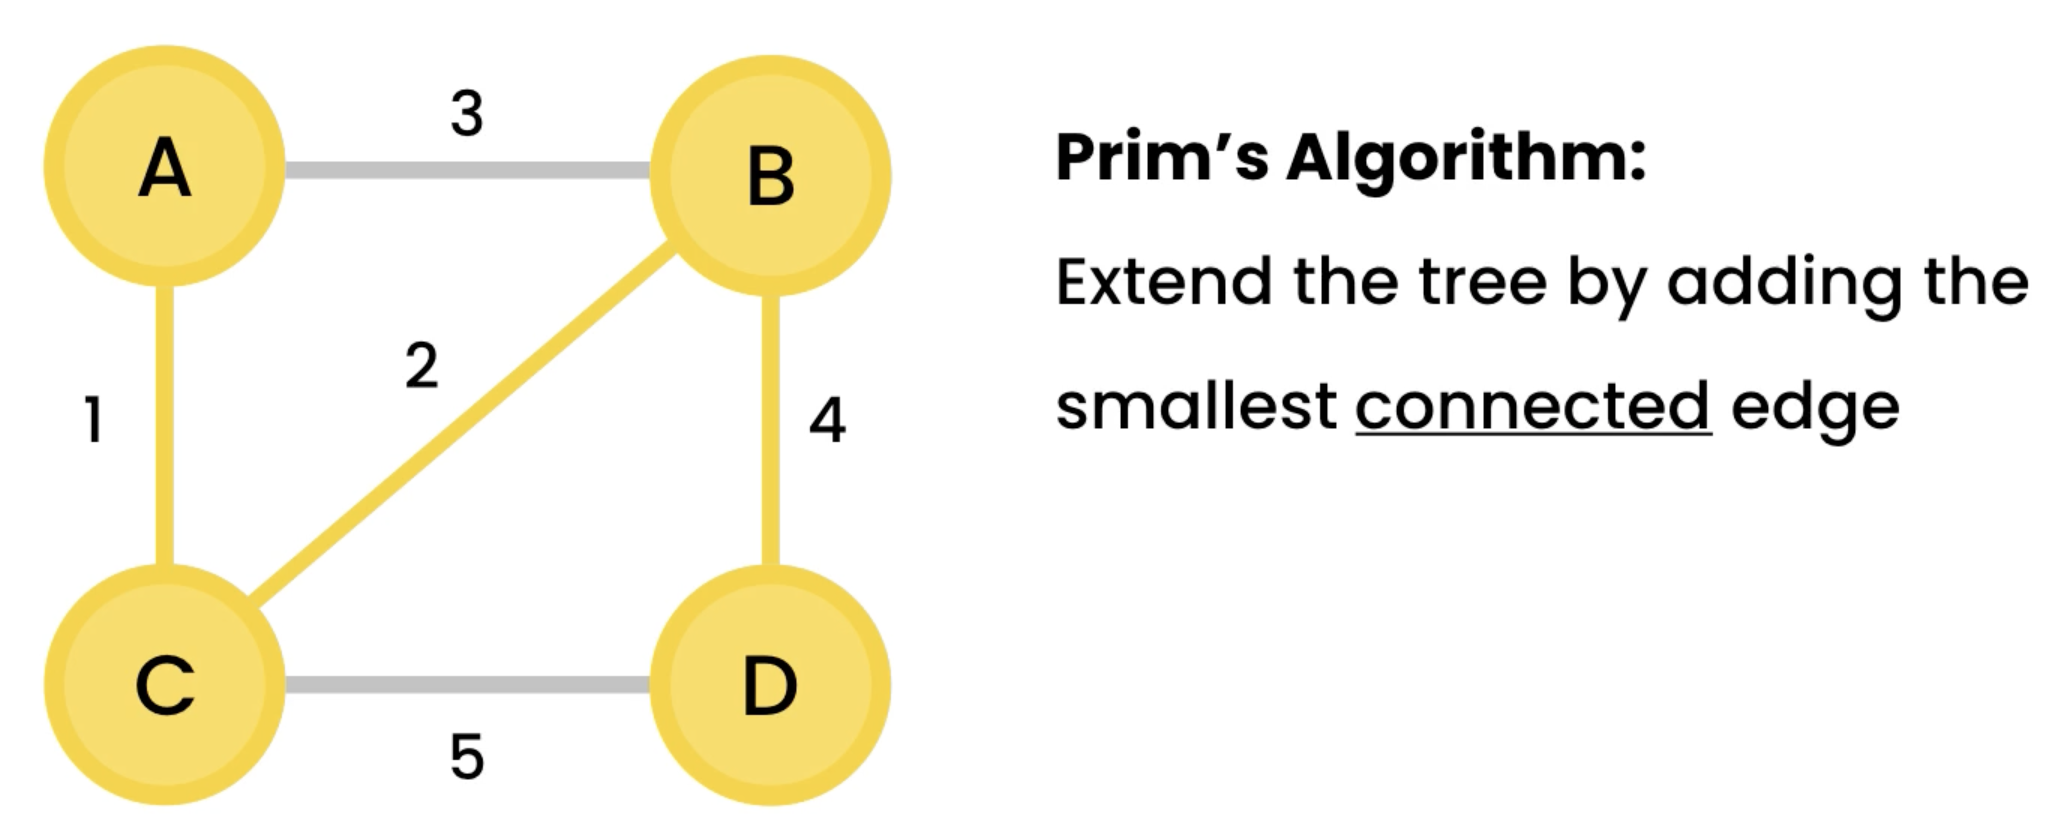 A
3
B
1
2
4
C
5
D
Prim’s Algorithm:
Extend the tree by adding the
smallest connected edge